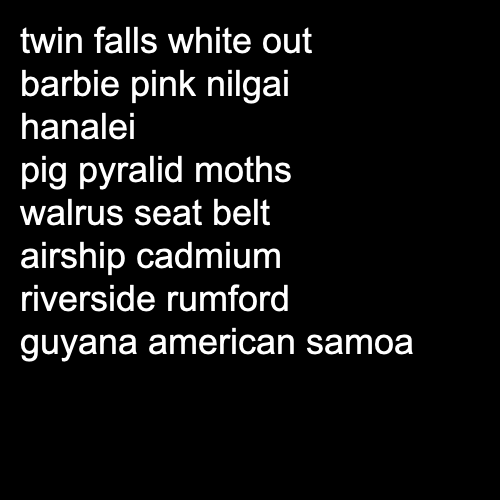 twin falls white out
barbie pink nilgai
hanalei
pig pyralid moths
walrus seat belt
airship cadmium
riverside rumford
guyana american samoa